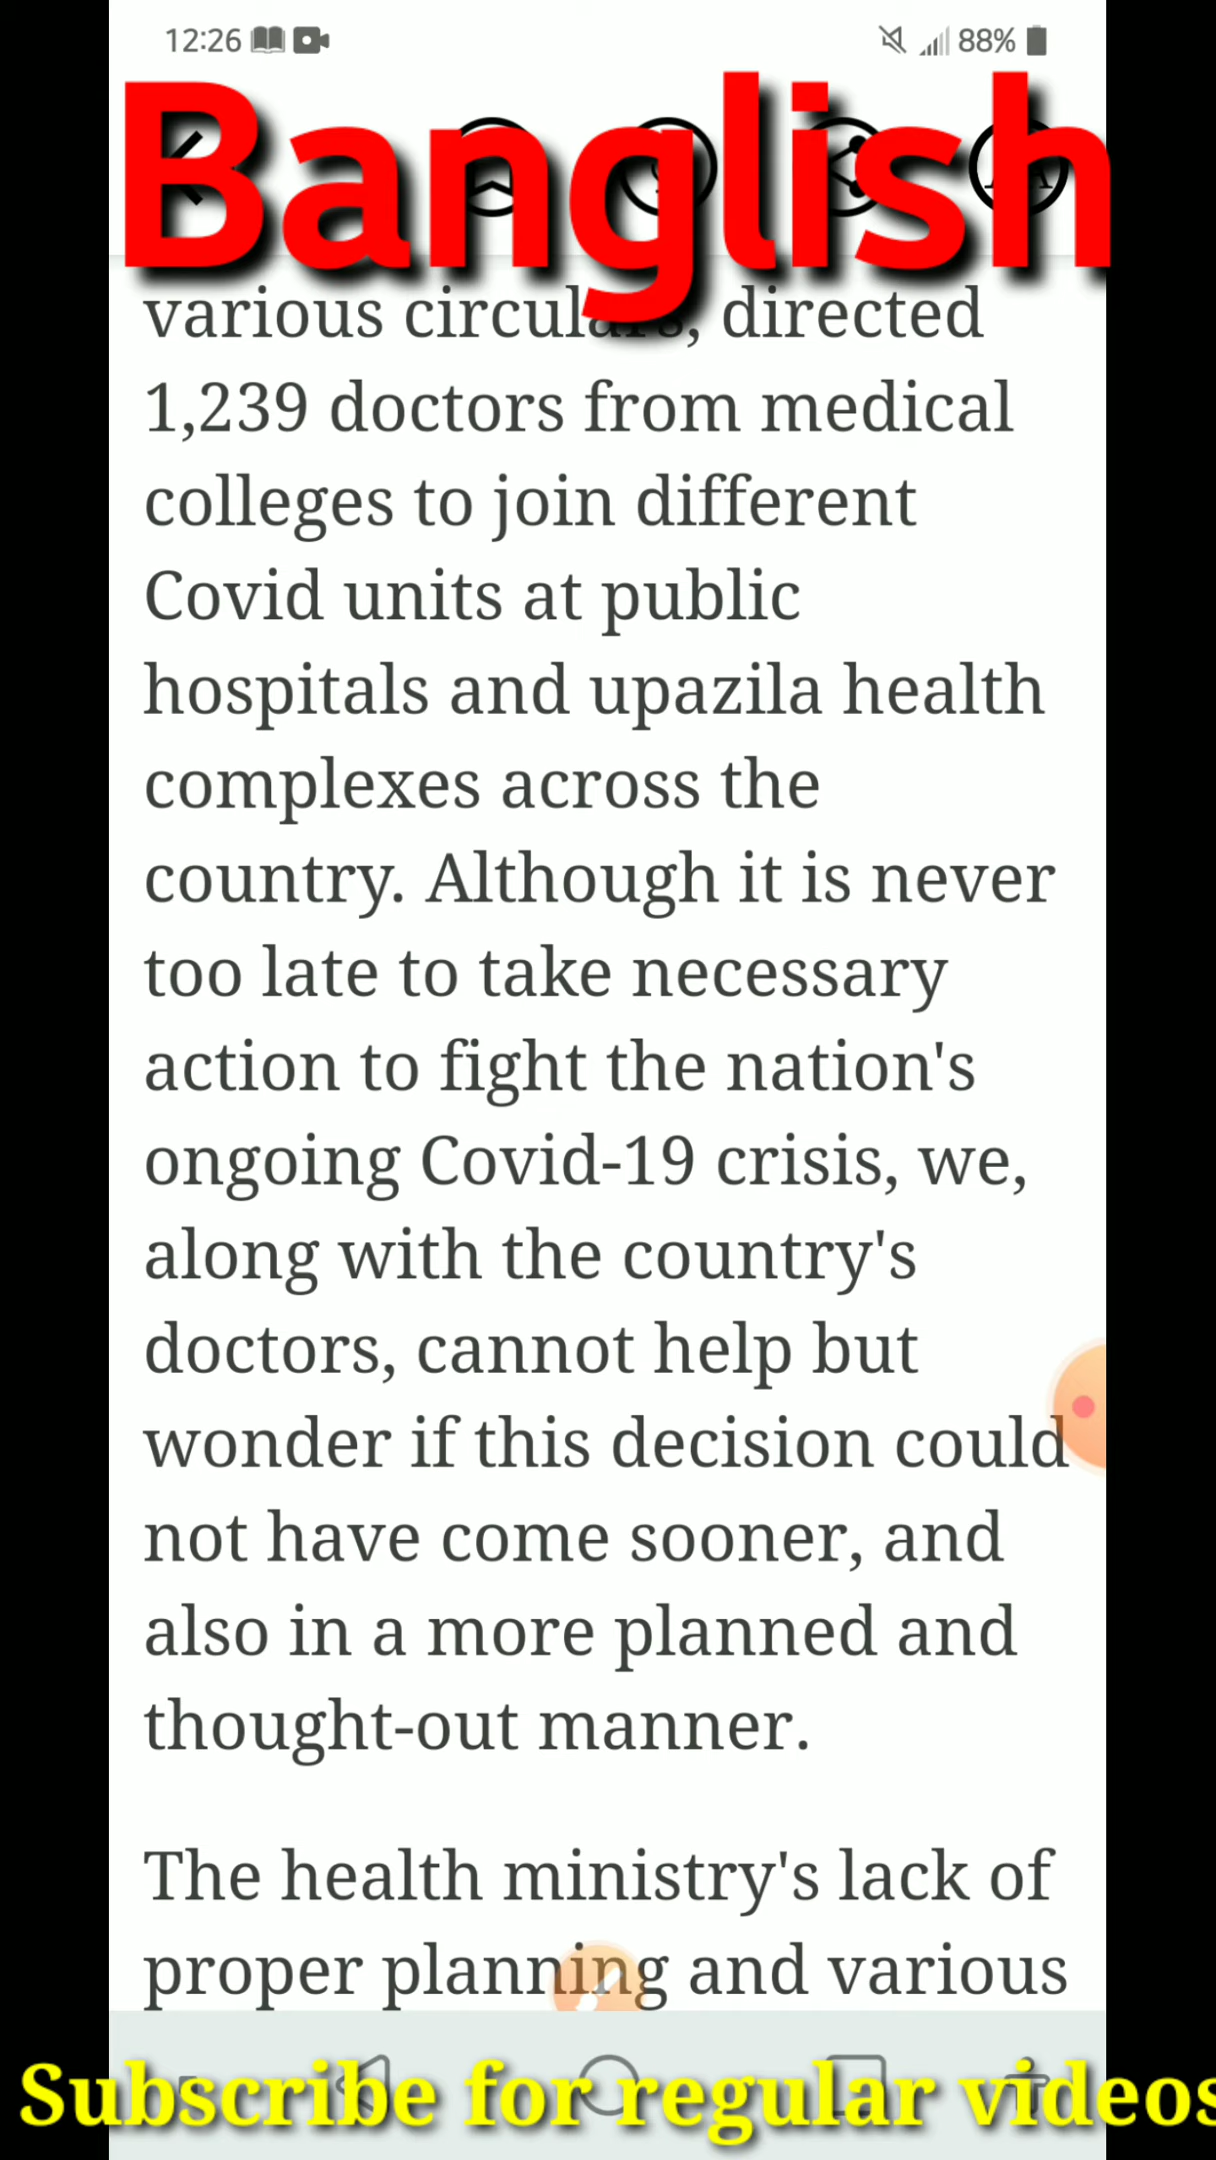 12:26
88%
Banglish
various circulars, directed
1,239 doctors from medical
colleges to join different
Covid units at public
hospitals and upazila health
complexes across the
country. Although it is never
too late to take necessary
action to fight the nation's
ongoing Covid-19 crisis, we,
along with the country's
doctors, cannot help but
wonder if this decision could
not have come sooner, and
also in a more planned and
thought-out manner.
The health ministry's lack of
proper planning and various
Subscribe for regular videos